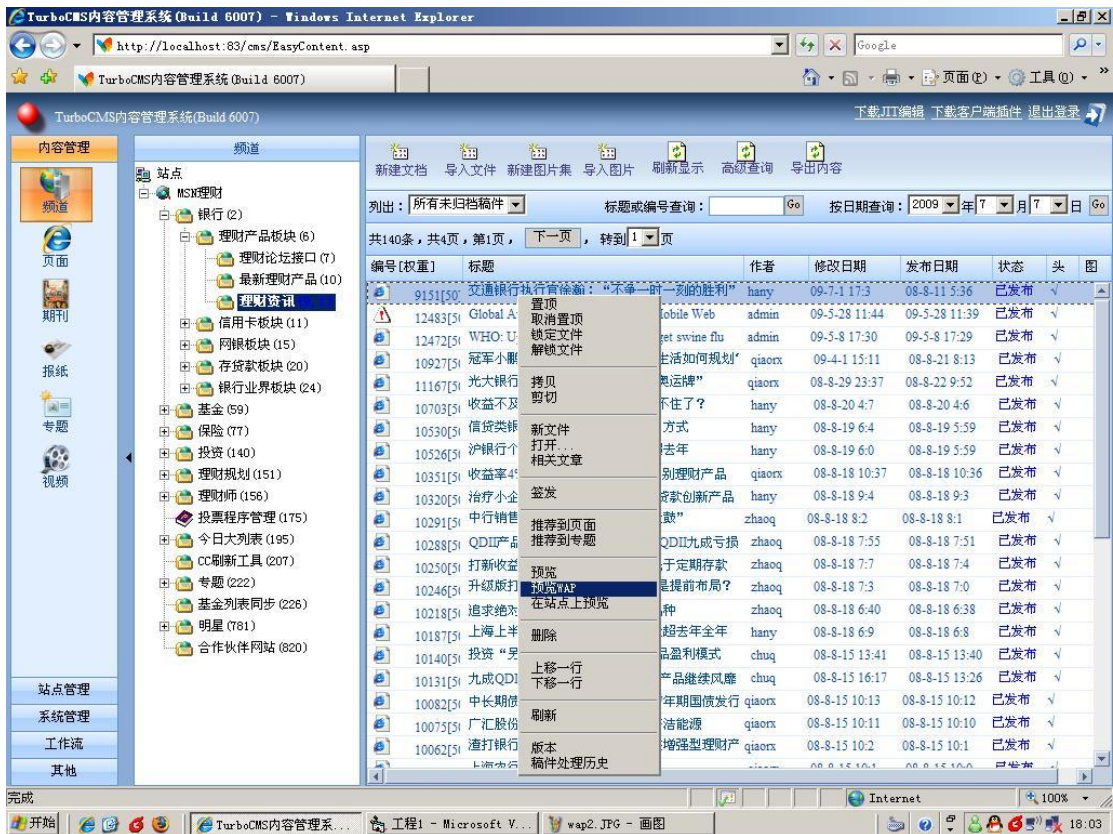 TurboCMS内容管理系统(Build 6007) - Windows Internet Explorer
http://localhost:83/cms/EasyContent.asp
Google
TurboCMS内容管理系统(Build 6007)
页面(P)
工具(O)
TurboCMS内容管理系统(Build 6007)
下载JIT编辑 下载客户端插件 退出登录
内容管理
频道
页面
期刊
报纸
专题
视频
站点管理
系统管理
工作流
其他
频道
站点
MSN理财
银行(2)
理财产品板块(6)
理财论坛接口(7)
最新理财产品(10)
理财资讯
信用卡板块(11)
网银板块(15)
存贷款板块(20)
银行业界板块(24)
基金(59)
保险(77)
投资(140)
理财规划(151)
理财师(156)
投票程序管理(175)
今日大列表(195)
CC刷新工具(207)
专题(222)
基金列表同步(226)
明星(781)
合作伙伴网站(820)
新建文档 导入文件 新建图片集 导入图片 刷新显示 高级查询 导出内容
列出: 所有未归档稿件 标题或编号查询: Go 按日期查询: 2009 年 7 月 7 日 Go
共140条,共4页,第1页, 下一页 , 转到 1 页
编号[权重] 标题 作者 修改日期 发布日期 状态 头 图
9151[50] 交通银行执行官徐瀚: “不争一时一刻的胜利” hany 09-7-1 17:3 08-8-11 5:36 已发布 √
12483[5 Global A Mobile Web admin 09-5-28 11:44 09-5-28 11:39 已发布 √
12472[5 WHO: U get swine flu admin 09-5-8 17:30 09-5-8 17:29 已发布 √
10927[5 冠军小鹏 生活如何规划 qiaorx 09-4-1 15:11 08-8-21 8:13 已发布 √
11167[5 光大银行 奥运牌” qiaorx 08-8-29 23:37 08-8-22 9:52 已发布 √
10703[5 收益不及 不住了? hany 08-8-20 4:7 08-8-20 4:6 已发布 √
10530[5 信贷类银 方式 hany 08-8-19 6:4 08-8-19 5:59 已发布 √
10526[5 沪银行个 去年 hany 08-8-19 6:0 08-8-19 5:59 已发布 √
10351[5 收益率4 别理财产品 qiaorx 08-8-18 10:37 08-8-18 10:36 已发布 √
10320[5 治疗小企 贷款创新产品 hany 08-8-18 9:4 08-8-18 9:3 已发布 √
10291[5 中行销售 鼓” zhaoq 08-8-18 8:2 08-8-18 8:1 已发布 √
10288[5 QDII产品 QDII九成亏损 zhaoq 08-8-18 7:55 08-8-18 7:51 已发布 √
10250[5 打新收益 于定期存款 zhaoq 08-8-18 7:7 08-8-18 7:4 已发布 √
10246[5 升级版打 是提前布局? zhaoq 08-8-18 7:3 08-8-18 7:0 已发布 √
10218[5 追求绝对 种 zhaoq 08-8-18 6:40 08-8-18 6:38 已发布 √
10187[5 上海上半 超去年全年 hany 08-8-18 6:9 08-8-18 6:8 已发布 √
10140[5 投资“另 品盈利模式 chuq 08-8-15 13:41 08-8-15 13:40 已发布 √
10131[5 九成QDI 产品继续风靡 chuq 08-8-15 16:17 08-8-15 13:26 已发布 √
10082[5 中长期债 年期国债发行 qiaorx 08-8-15 10:13 08-8-15 10:12 已发布 √
10075[5 广汇股份 洁能源 qiaorx 08-8-15 10:11 08-8-15 10:10 已发布 √
10062[5 渣打银行 增强型理财产 qiaorx 08-8-15 10:2 08-8-15 10:1 已发布 √
置顶
取消置顶
锁定文件
解锁文件
拷贝
剪切
新文件
打开...
相关文章
签发
推荐到页面
推荐到专题
预览
预览WAP
在站点上预览
删除
上移一行
下移一行
刷新
版本
稿件处理历史
完成
Internet
100%
开始
TurboCMS内容管理系...
工程1 - Microsoft V...
wap2.JPG - 画图
18:03